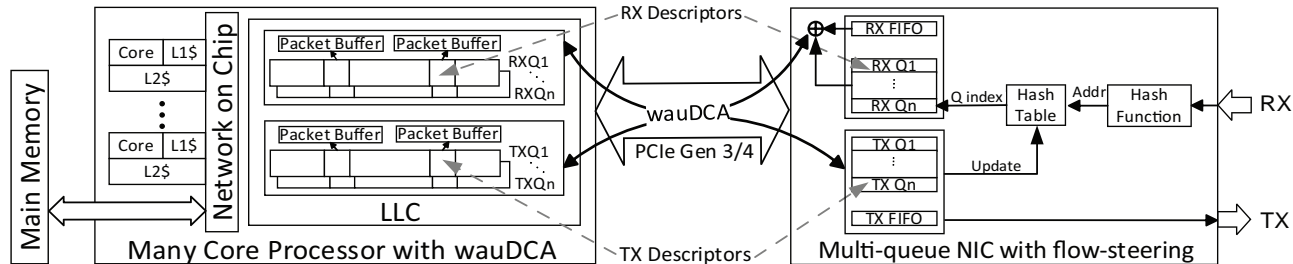 Main Memory
Core L1$
L2$
Core L1$
L2$
Network on Chip
Packet Buffer Packet Buffer
RXQ1
RXQn
Packet Buffer Packet Buffer
TXQ1
TXQn
LLC
Many Core Processor with wauDCA
RX Descriptors
wauDCA
PCIe Gen 3/4
TX Descriptors
RX FIFO
RX Q1
RX Qn
Q index
Hash
Table
Addr
Hash
Function
RX
TX Q1
TX Qn
Update
TX FIFO
TX
Multi-queue NIC with flow-steering